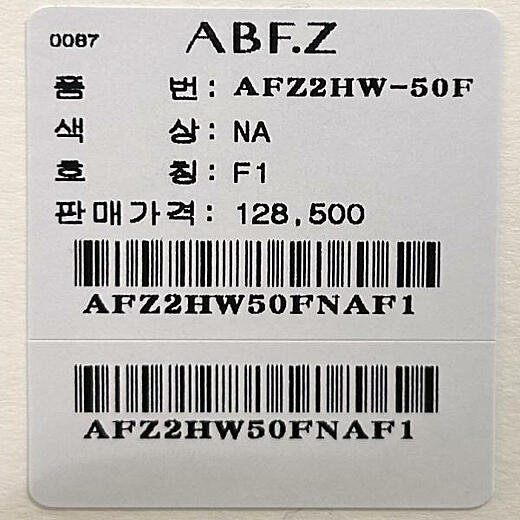 0087 ABF.Z
품 번: AFZ2HW-50F
색 상: NA
호 칭: F1
판매가격: 128,500
AFZ2HW50FNAF1
AFZ2HW50FNAF1